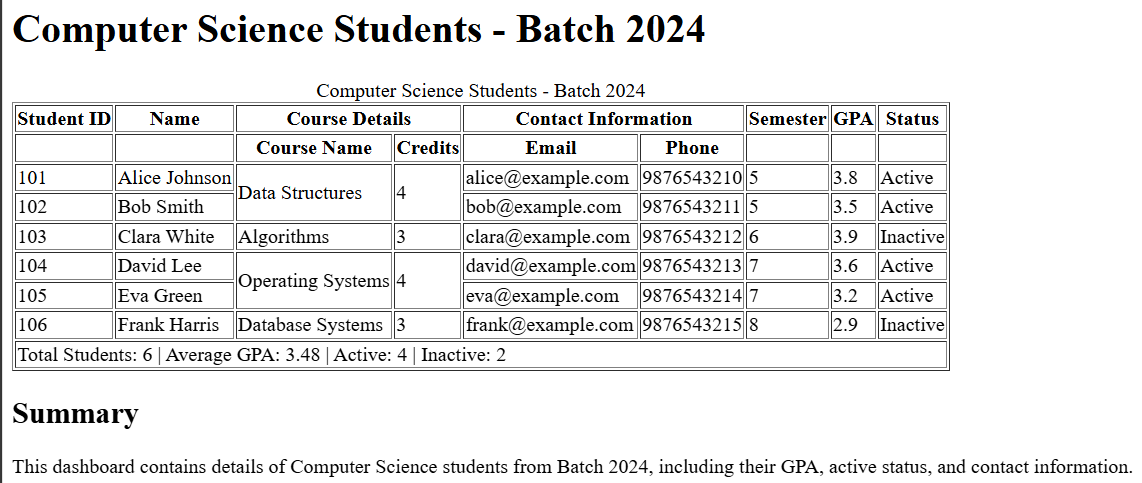 Computer Science Students - Batch 2024
Computer Science Students - Batch 2024
Student ID Name Course Details Contact Information Semester GPA Status
Course Name Credits Email Phone
101 Alice Johnson Data Structures 4 alice@example.com 9876543210 5 3.8 Active
102 Bob Smith bob@example.com 9876543211 5 3.5 Active
103 Clara White Algorithms 3 clara@example.com 9876543212 6 3.9 Inactive
104 David Lee Operating Systems 4 david@example.com 9876543213 7 3.6 Active
105 Eva Green eva@example.com 9876543214 7 3.2 Active
106 Frank Harris Database Systems 3 frank@example.com 9876543215 8 2.9 Inactive
Total Students: 6 | Average GPA: 3.48 | Active: 4 | Inactive: 2
Summary
This dashboard contains details of Computer Science students from Batch 2024, including their GPA, active status, and contact information.